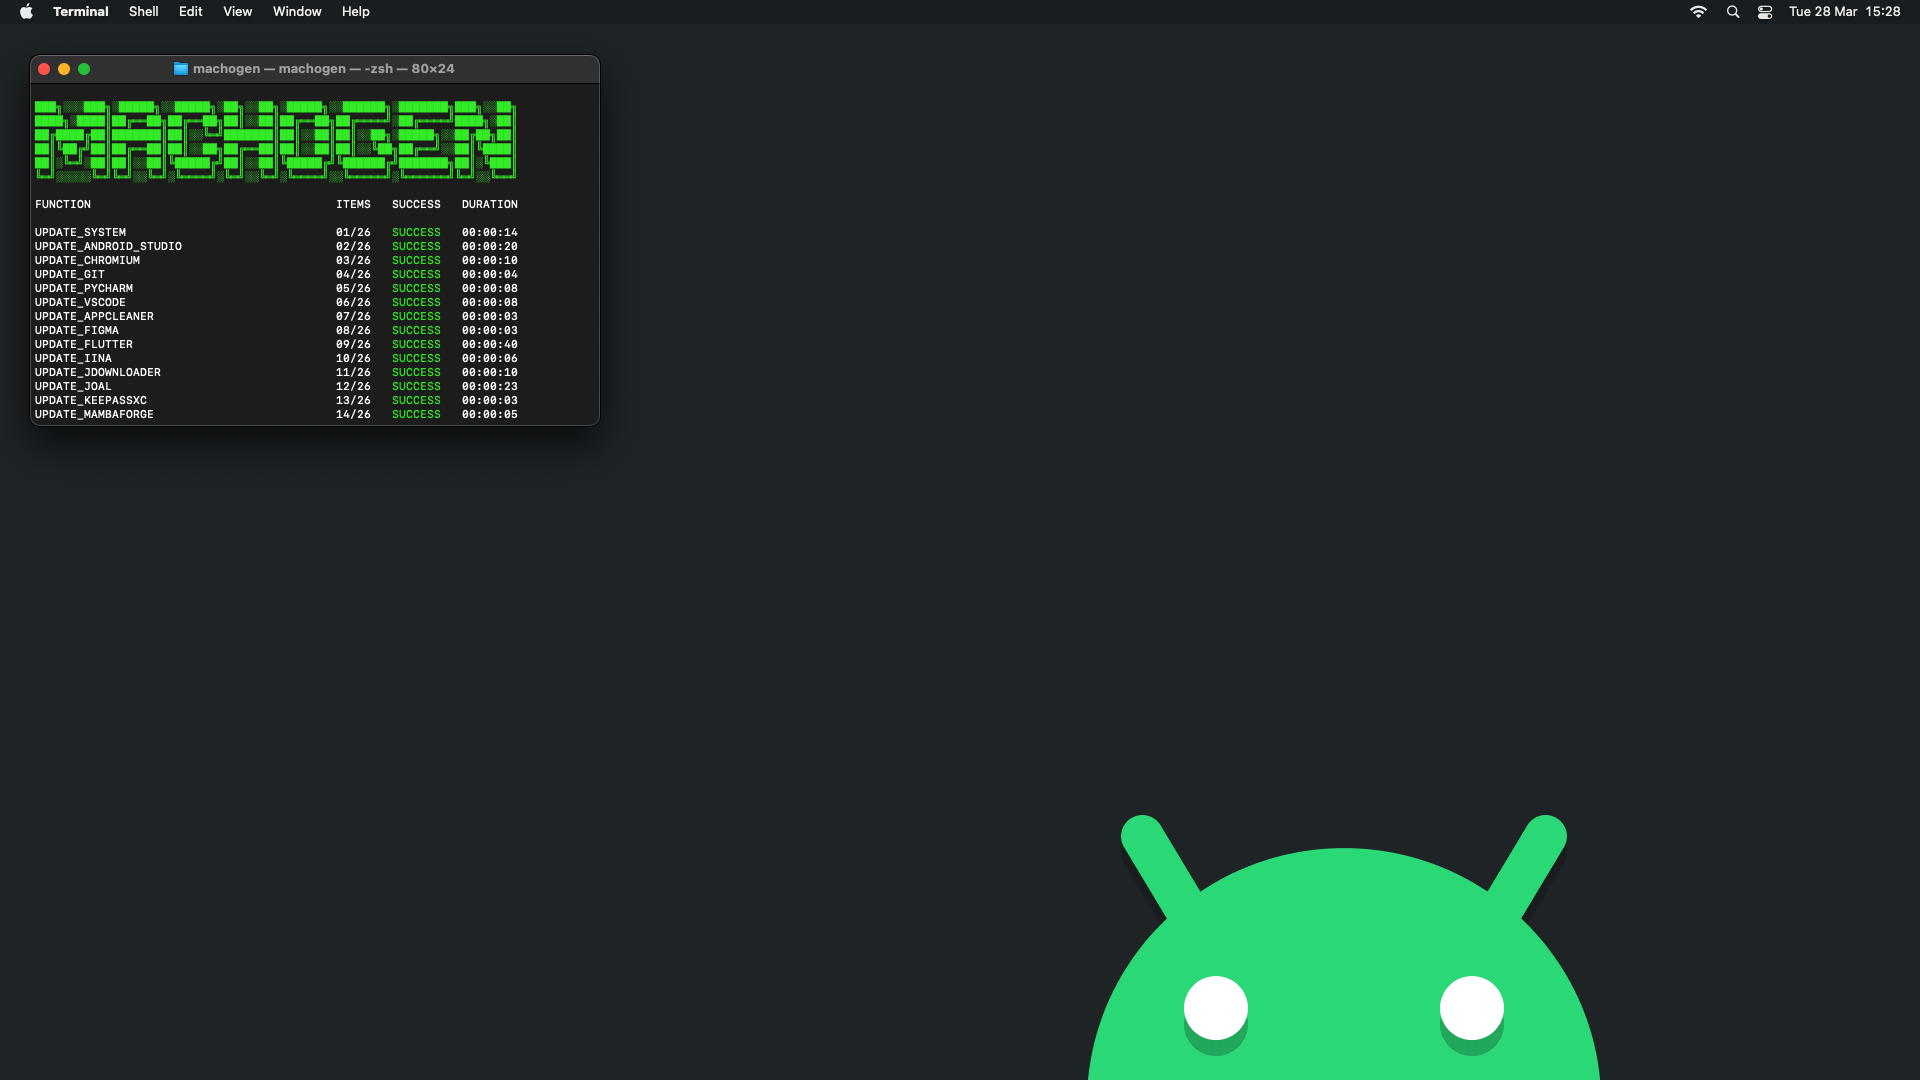 Terminal Shell Edit View Window Help Tue 28 Mar 15:28
machogen — machogen — -zsh — 80×24
MACHOGEN
FUNCTION ITEMS SUCCESS DURATION
UPDATE_SYSTEM 01/26 SUCCESS 00:00:14
UPDATE_ANDROID_STUDIO 02/26 SUCCESS 00:00:20
UPDATE_CHROMIUM 03/26 SUCCESS 00:00:10
UPDATE_GIT 04/26 SUCCESS 00:00:04
UPDATE_PYCHARM 05/26 SUCCESS 00:00:08
UPDATE_VSCODE 06/26 SUCCESS 00:00:08
UPDATE_APPCLEANER 07/26 SUCCESS 00:00:03
UPDATE_FIGMA 08/26 SUCCESS 00:00:03
UPDATE_FLUTTER 09/26 SUCCESS 00:00:40
UPDATE_IINA 10/26 SUCCESS 00:00:06
UPDATE_JDOWNLOADER 11/26 SUCCESS 00:00:10
UPDATE_JOAL 12/26 SUCCESS 00:00:23
UPDATE_KEEPASSXC 13/26 SUCCESS 00:00:03
UPDATE_MAMBAFORGE 14/26 SUCCESS 00:00:05